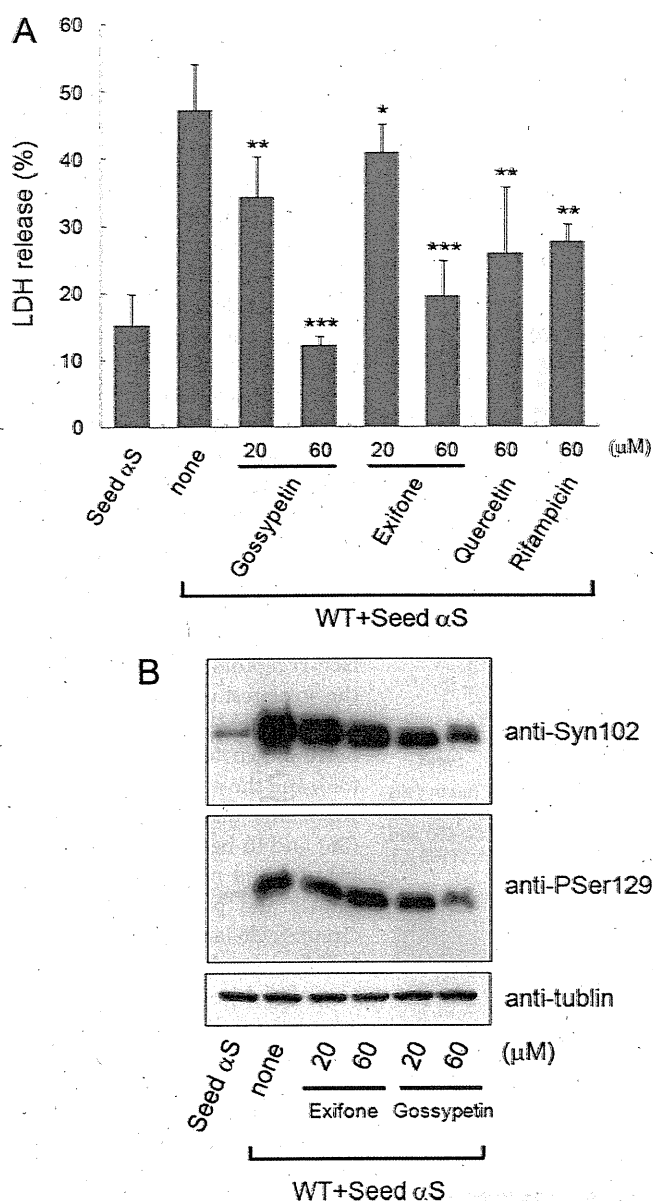 A
LDH release (%)
60
50
40
30
20
10
0
** *** * *** ** **
20 60 20 60 60 60 (μM)
Seed αS none Gossypetin Exifone Quercetin Rifampicin
WT+Seed αS
B
anti-Syn102
anti-PSer129
anti-tublin
Seed αS none 20 60 20 60 (μM)
Exifone Gossypetin
WT+Seed αS